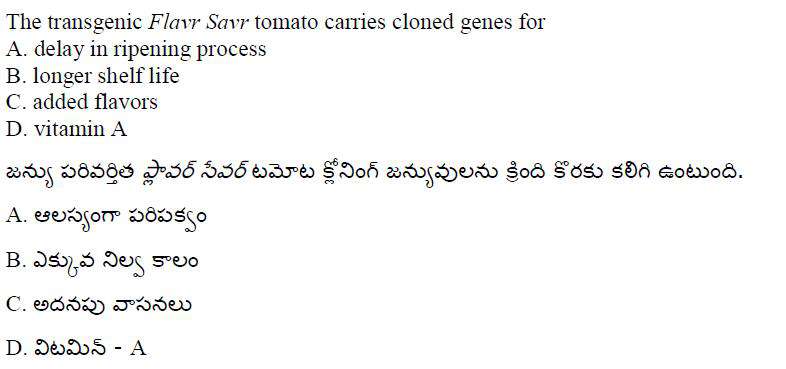 The transgenic Flavr Savr tomato carries cloned genes for
A. delay in ripening process
B. longer shelf life
C. added flavors
D. vitamin A
జన్యు పరివర్తిత ఫ్లావర్ సేవర్ టమోట క్లోనింగ్ జన్యువులను క్రింది కొరకు కలిగి ఉంటుంది.
A. ఆలస్యంగా పరిపక్వం
B. ఎక్కువ నిల్వ కాలం
C. అదనపు వాసనలు
D. విటమిన్ - A